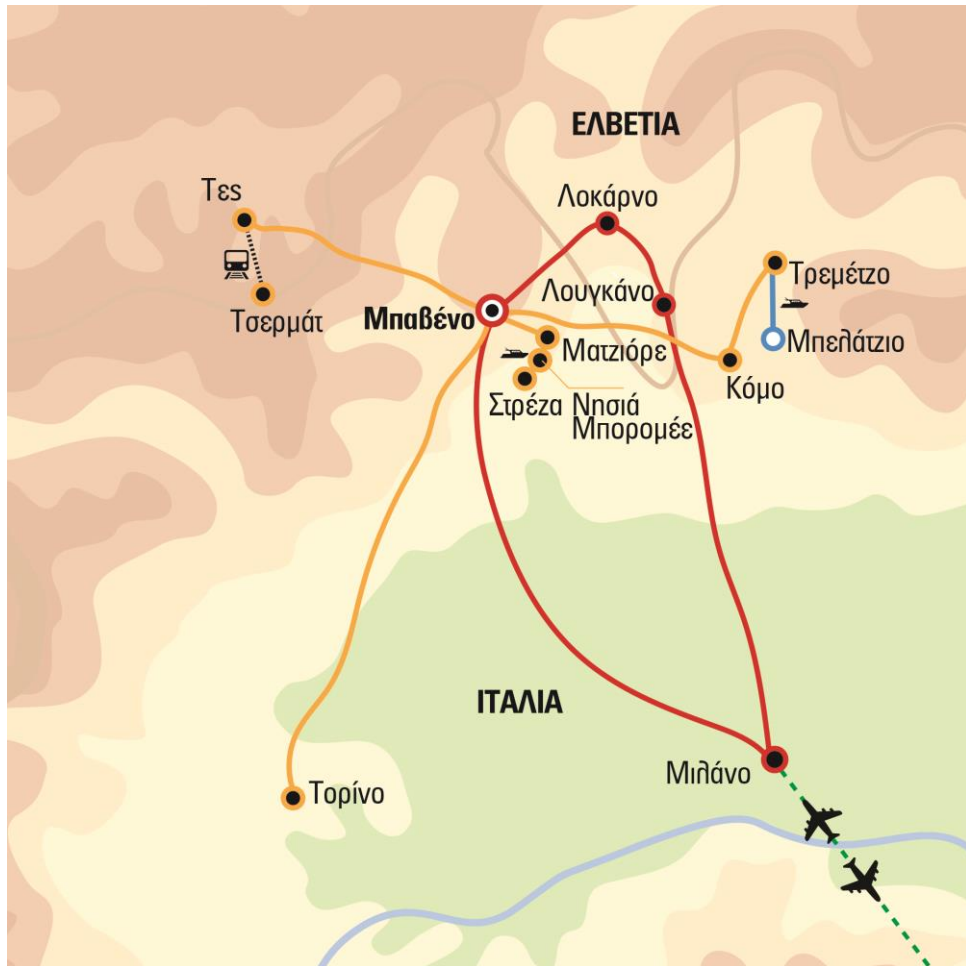 ΕΛΒΕΤΙΑ
Τες
Λοκάρνο
Τρεμέτζο
Λουγκάνο
Τσερμάτ
Μπαβένο
Ματζιόρε
Μπελάτζιο
Κόμο
Στρέζα
Νησιά
Μπορομέε
ΙΤΑΛΙΑ
Μιλάνο
Τορίνο